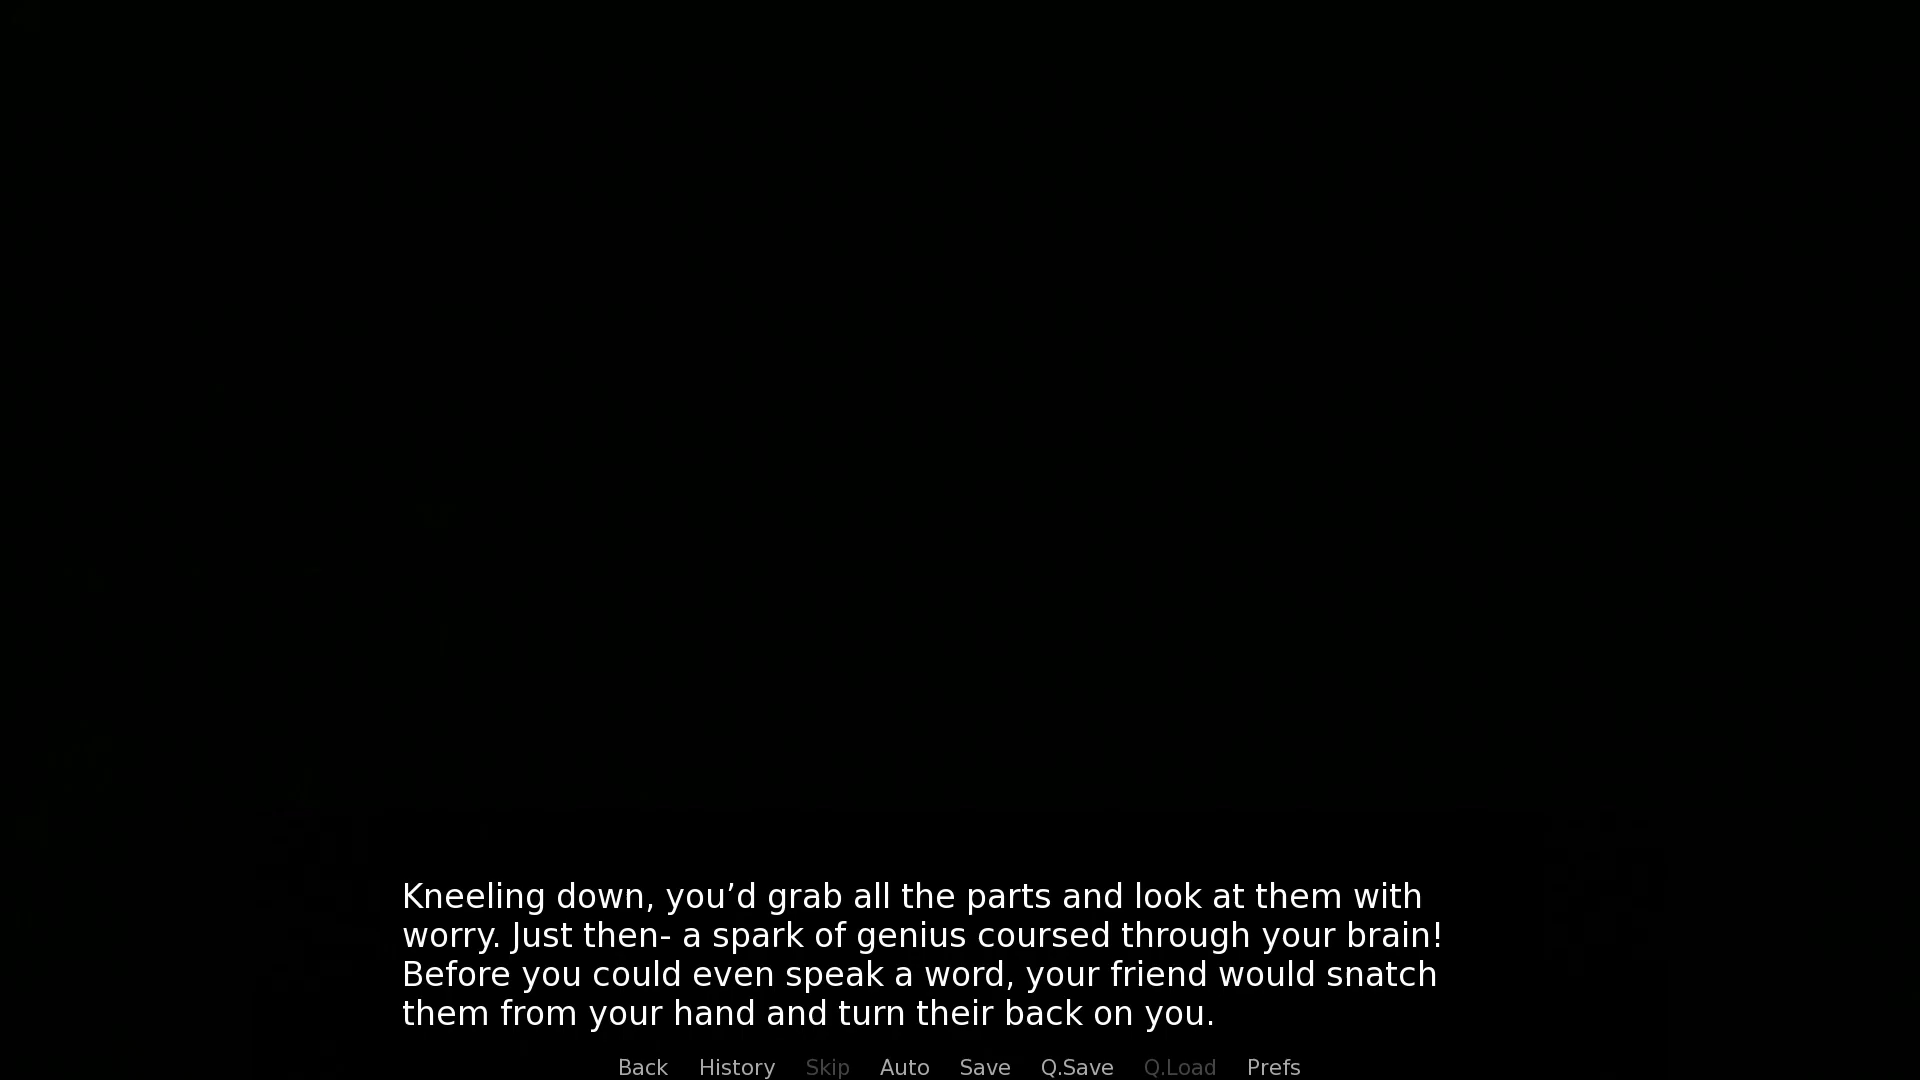 Kneeling down, you’d grab all the parts and look at them with
worry. Just then- a spark of genius coursed through your brain!
Before you could even speak a word, your friend would snatch
them from your hand and turn their back on you.
Back History Skip Auto Save Q.Save Q.Load Prefs